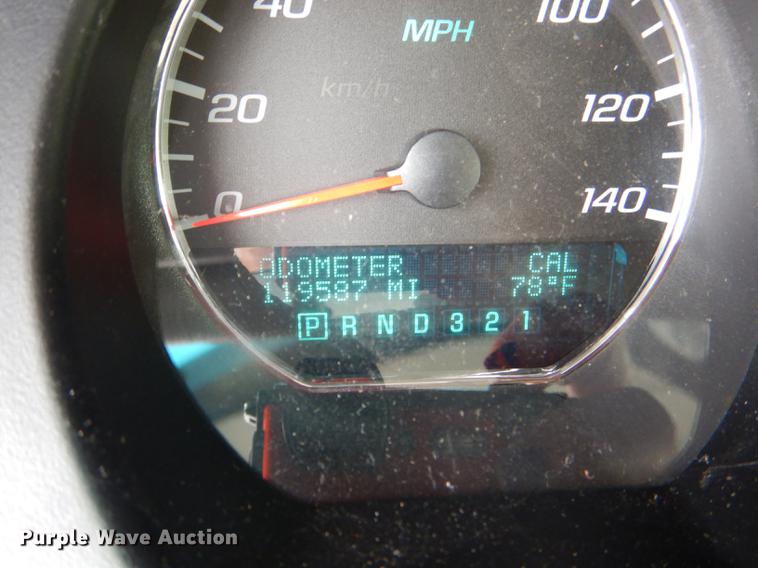 40
100
MPH
km/h
20
120
0
140
ODOMETER CAL
119587 MI 78°F
P R N D 3 2 1
Purple Wave Auction